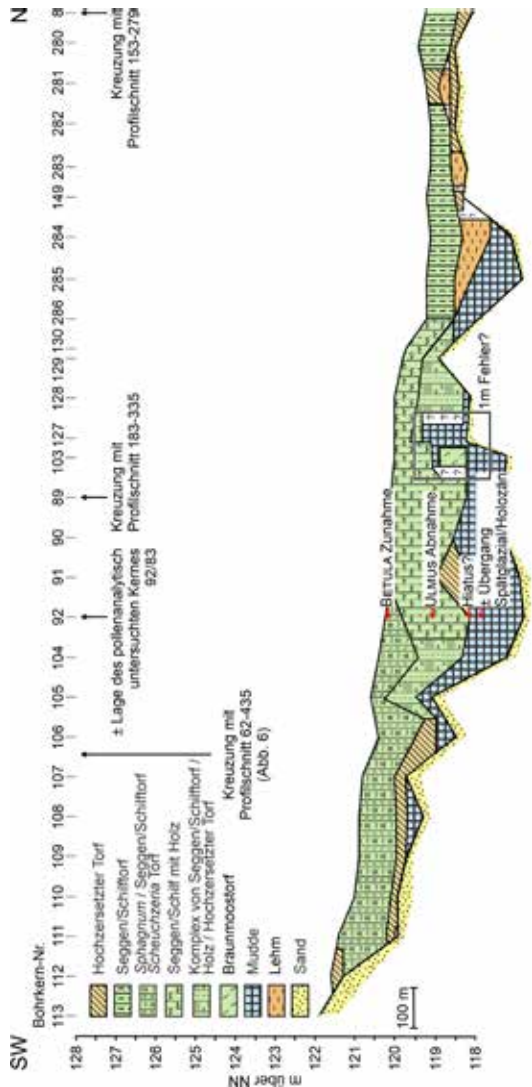 SW
N
Bohrkern-Nr.
113 112 111 110 109 108 107 106 105 104 92 91 90 89 103 127 128 129 130 286 285 284 149 283 282 281 280
Hochzersetzter Torf
Seggen/Schilftorf
Sphagnum / Seggen/Schilftorf
Scheuchzeria Torf
Seggen/Schilf mit Holz
Komplex von Seggen/Schilftorf /
Holz / Hochzersetzter Torf
Braunmoostorf
Mudde
Lehm
Sand
Kreuzung mit
Profilschnitt 62-435
(Abb. 6)
± Lage des pollenanalytisch
untersuchten Kernes
92/83
Kreuzung mit
Profilschnitt 183-335
Kreuzung mit
Profilschnitt 153-279
BETULA Zunahme
ULMUS Abnahme
Hiatus?
± Übergang
Spätglazial/Holozän
1m Fehler?
? ?
? ?
?
m über NN
128
127
126
125
124
123
122
121
120
119
118
100 m